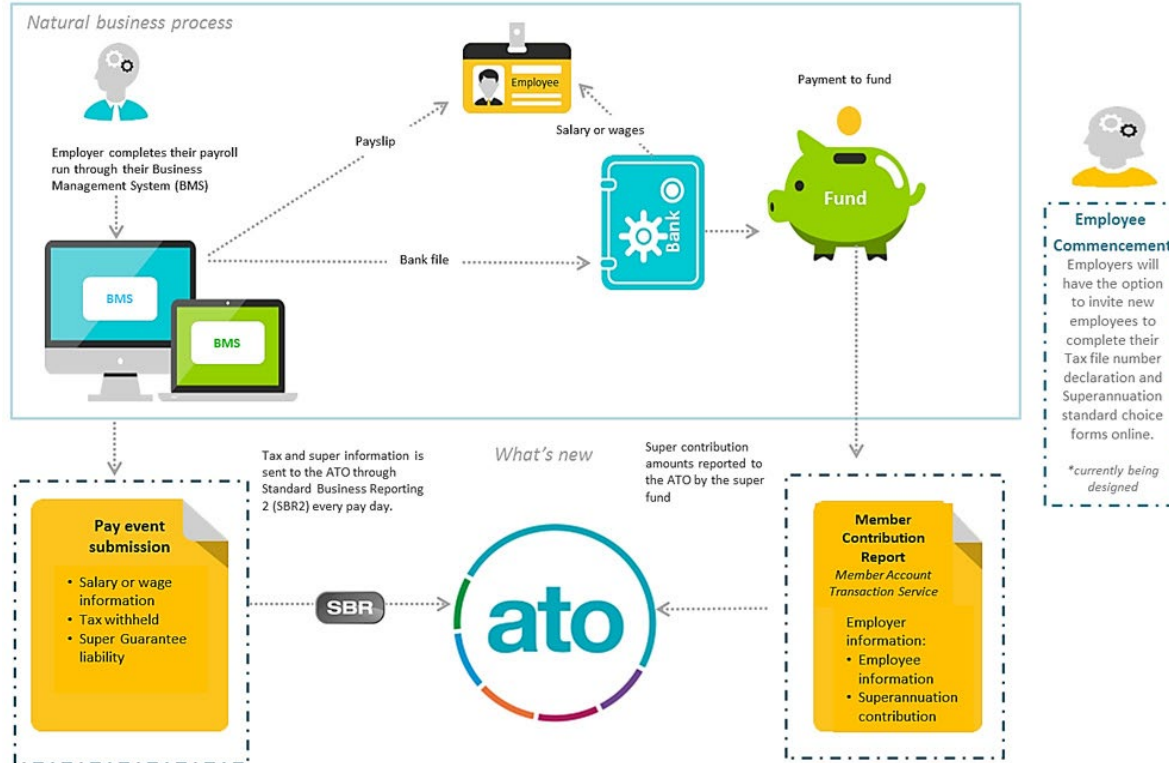 Natural business process
Employer completes their payroll
run through their Business
Management System (BMS)
BMS
BMS
Payslip
Bank file
Employee
Salary or wages
Bank
Payment to fund
Fund
Employee
Commencement
Employers will
have the option
to invite new
employees to
complete their
Tax file number
declaration and
Superannuation
standard choice
forms online.
*currently being
designed
What's new
Pay event
submission
• Salary or wage
information
• Tax withheld
• Super Guarantee
liability
Tax and super information is
sent to the ATO through
Standard Business Reporting
2 (SBR2) every pay day.
SBR
ato
Super contribution
amounts reported to
the ATO by the super
fund
Member
Contribution
Report
Member Account
Transaction Service
Employer
information:
• Employee
information
• Superannuation
contribution